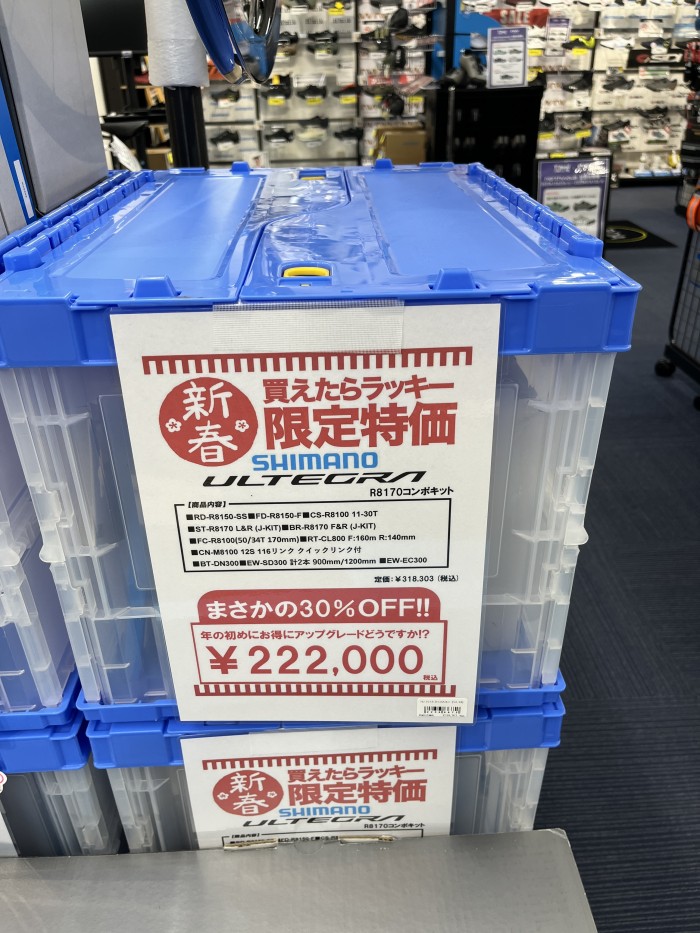 新春
買えたらラッキー
限定特価
SHIMANO
ULTEGRA
R8170コンポキット
【商品内容】
■RD-R8150-SS■FD-R8150-F■CS-R8100 11-30T
■ST-R8170 L&R (J-KIT)■BR-R8170 F&R (J-KIT)
■FC-R8100(50/34T 170mm)■RT-CL800 F:160m R:140mm
■CN-M8100 12S 116リンク クイックリンク付
■BT-DN300■EW-SD300 計2本 900mm/1200mm ■EW-EC300
定価:¥318,303 (税込)
まさかの30%OFF!!
年の初めにお得にアップグレードどうですか!?
¥222,000
税込
新春
買えたらラッキー
限定特価
SHIMANO
ULTEGRA
R8170コンポキット
【商品内容】
SALE